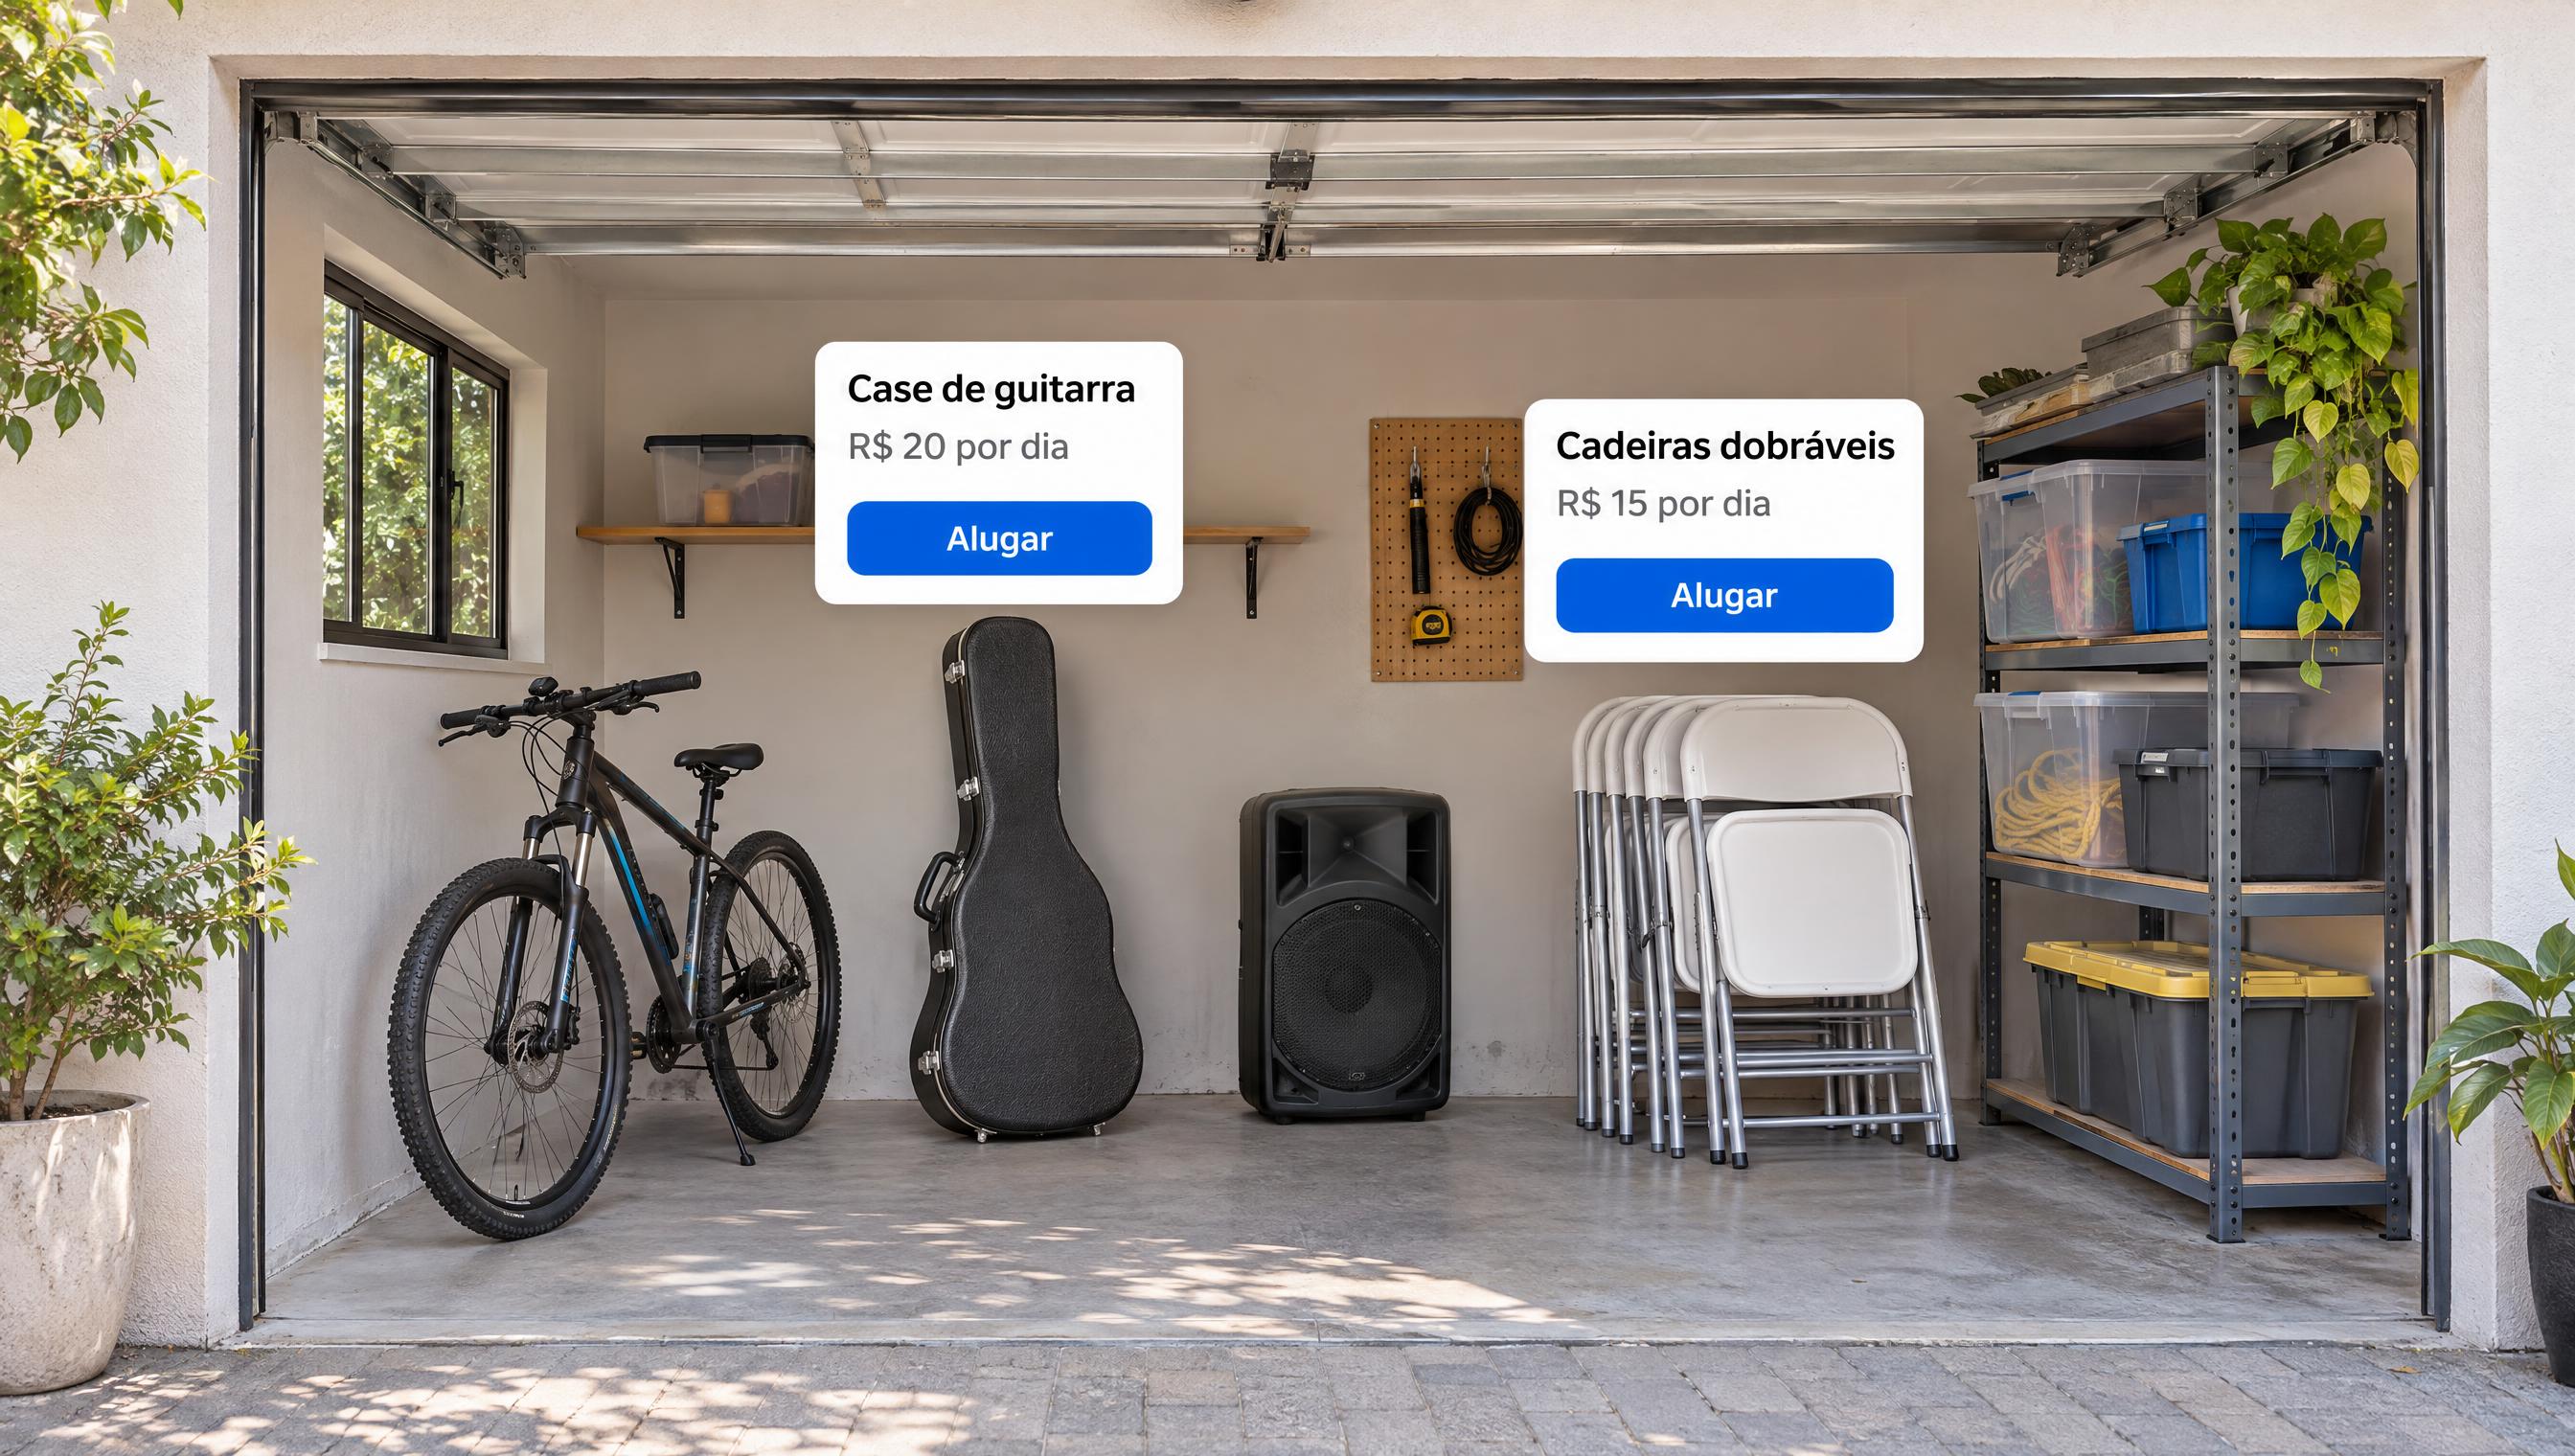 Case de guitarra
R$ 20 por dia
Alugar
Cadeiras dobráveis
R$ 15 por dia
Alugar